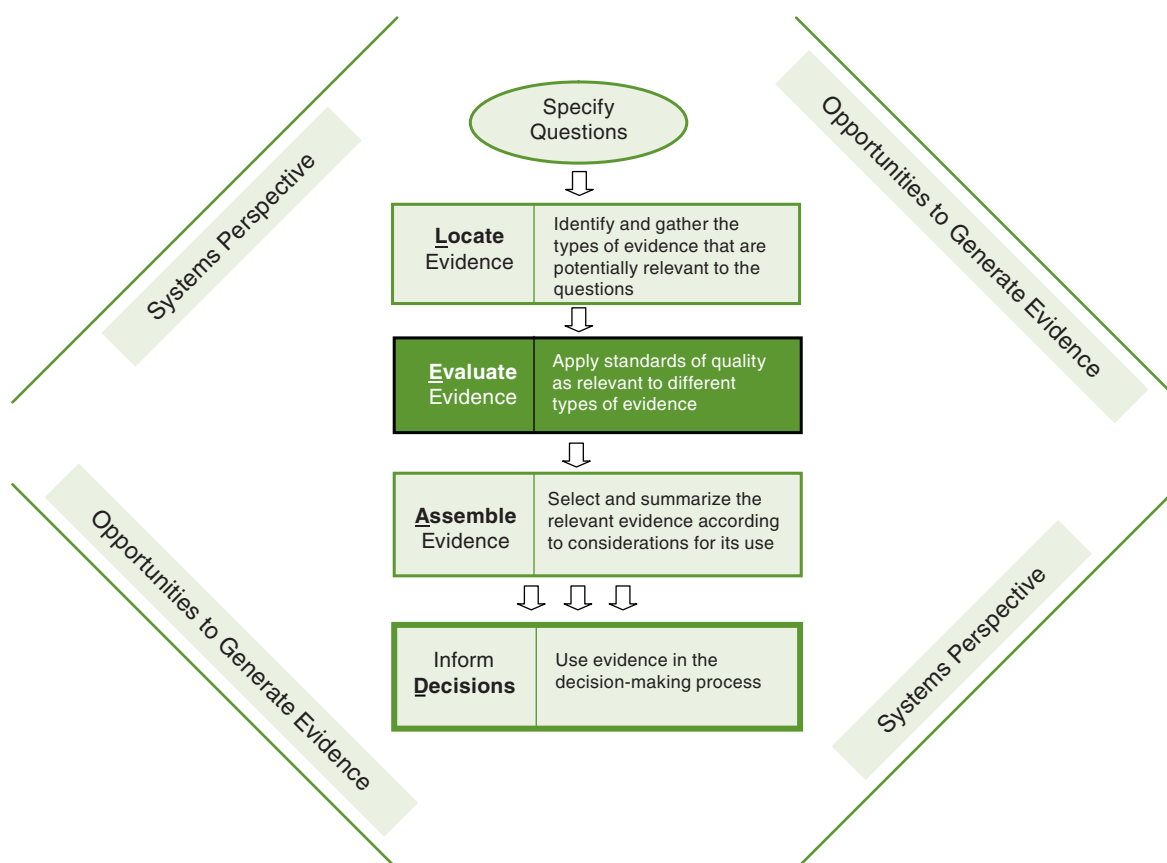 Specify
Questions
Systems Perspective
Opportunities to Generate Evidence
Locate
Evidence
Identify and gather the
types of evidence that are
potentially relevant to the
questions
Evaluate
Evidence
Apply standards of quality
as relevant to different
types of evidence
Assemble
Evidence
Select and summarize the
relevant evidence according
to considerations for its use
Opportunities to Generate Evidence
Systems Perspective
Inform
Decisions
Use evidence in the
decision-making process